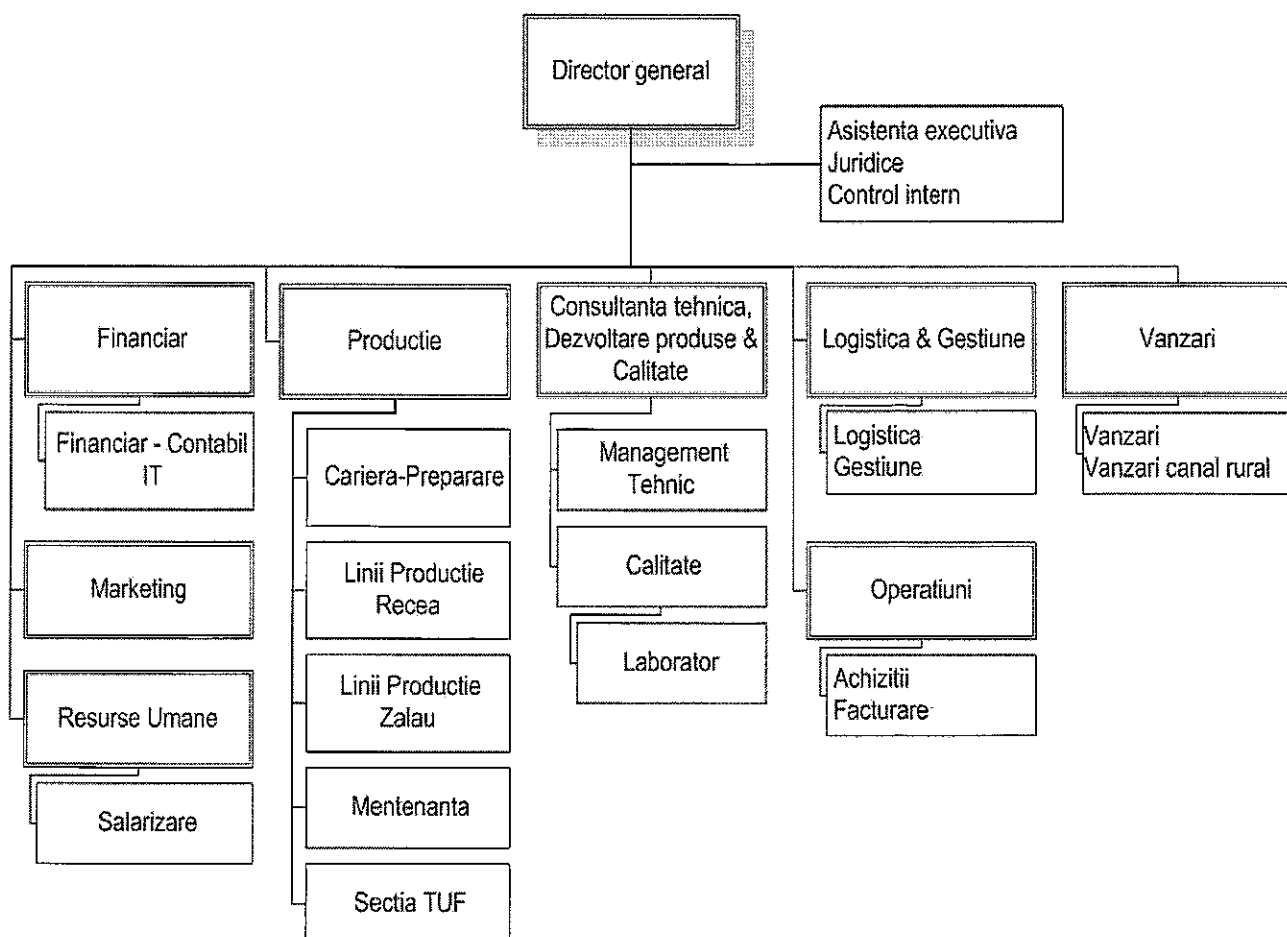 Director general
Asistenta executiva
Juridice
Control intern
Financiar
Financiar - Contabil
IT
Marketing
Resurse Umane
Salarizare
Productie
Cariera-Preparare
Linii Productie
Recea
Linii Productie
Zalau
Mentenanta
Sectia TUF
Consultanta tehnica,
Dezvoltare produse &
Calitate
Management
Tehnic
Calitate
Laborator
Logistica & Gestiune
Logistica
Gestiune
Operatiuni
Achizitii
Facturare
Vanzari
Vanzari
Vanzari canal rural